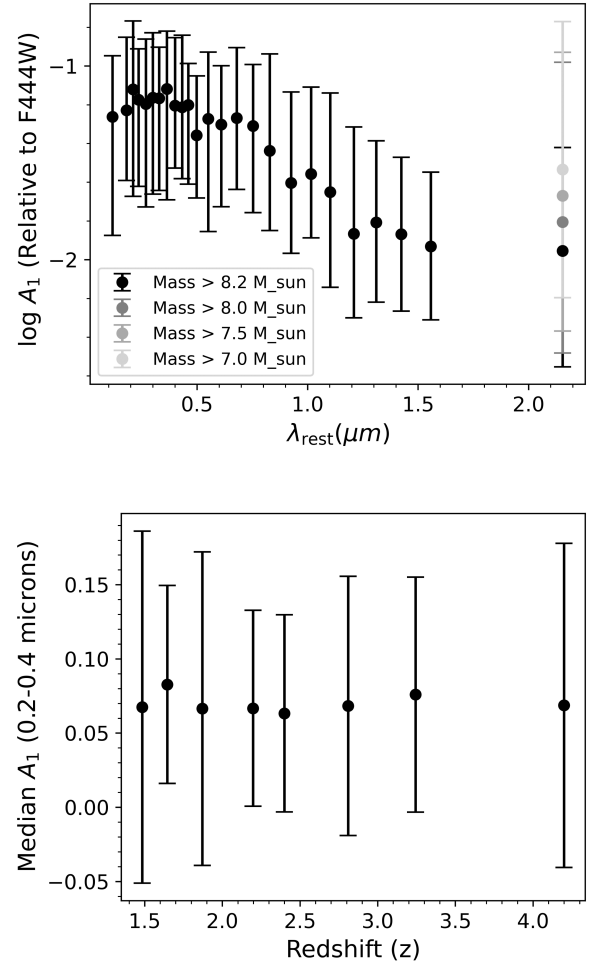 log A1 (Relative to F444W)
−1
−2
Mass > 8.2 M_sun
Mass > 8.0 M_sun
Mass > 7.5 M_sun
Mass > 7.0 M_sun
0.5 1.0 1.5 2.0
λrest(μm)
Median A1 (0.2-0.4 microns)
0.15
0.10
0.05
0.00
−0.05
1.5 2.0 2.5 3.0 3.5 4.0
Redshift (z)